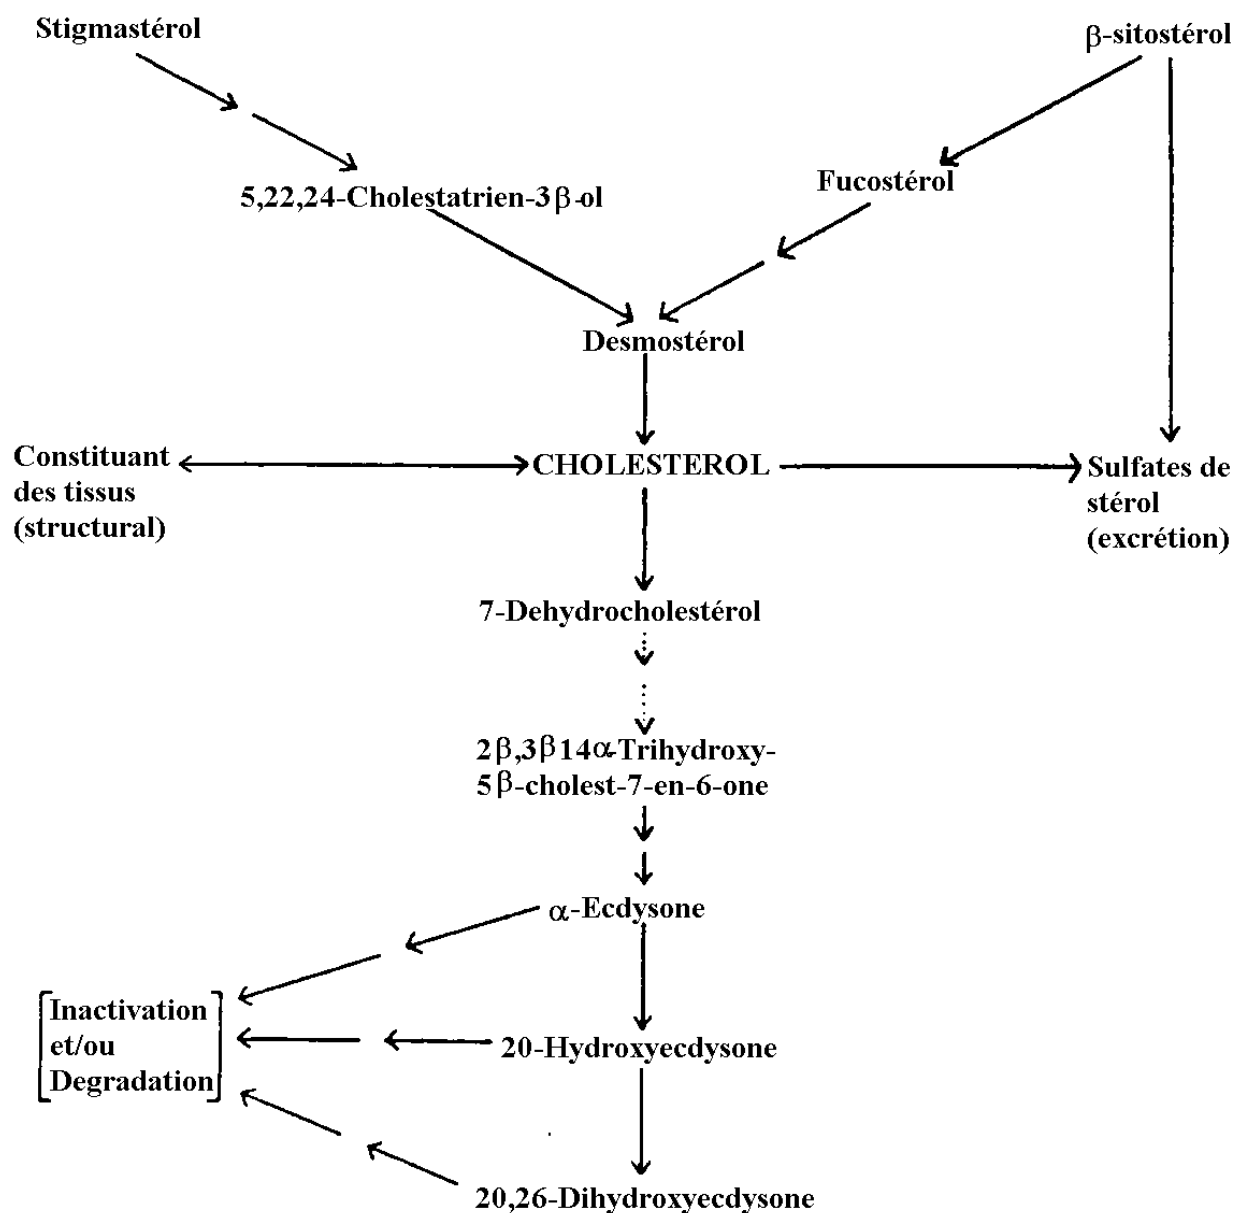 Stigmastérol
β-sitostérol
Fucostérol
5,22,24-Cholestatrien-3β-ol
Desmostérol
Constituant
des tissus
(structural)
CHOLESTEROL
Sulfates de
stérol
(excrétion)
7-Dehydrocholestérol
2β,3β14α-Trihydroxy-
5β-cholest-7-en-6-one
α-Ecdysone
Inactivation
et/ou
Degradation
20-Hydroxyecdysone
20,26-Dihydroxyecdysone